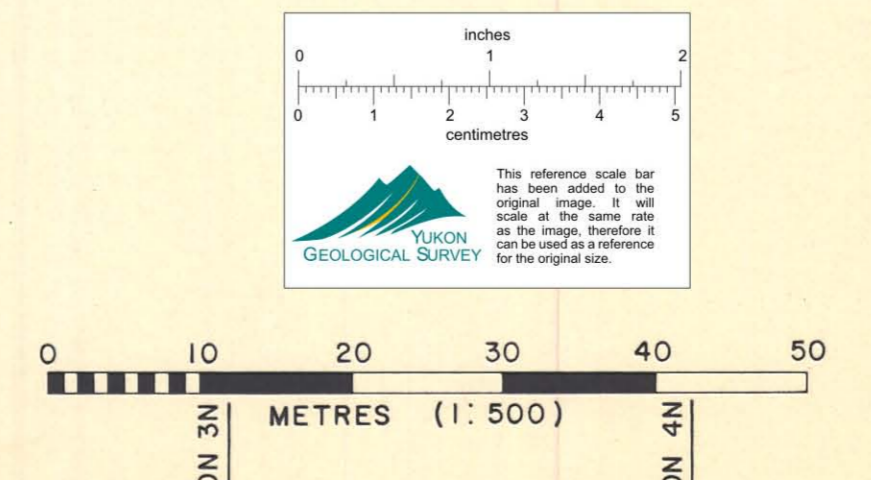 inches
0 1 2
0 1 2 3 4 5
centimetres
This reference scale bar
has been added to the
original image. It will
scale at the same rate
as the image, therefore it
can be used as a reference
for the original size.
YUKON
GEOLOGICAL SURVEY
0 10 20 30 40 50
METRES (1:500)
3N
4N
ON